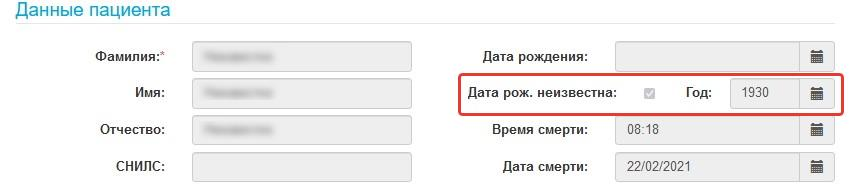 Данные пациента
Фамилия:* Дата рождения:
Имя: Дата рож. неизвестна: Год: 1930
Отчество: Время смерти: 08:18
СНИЛС: Дата смерти: 22/02/2021